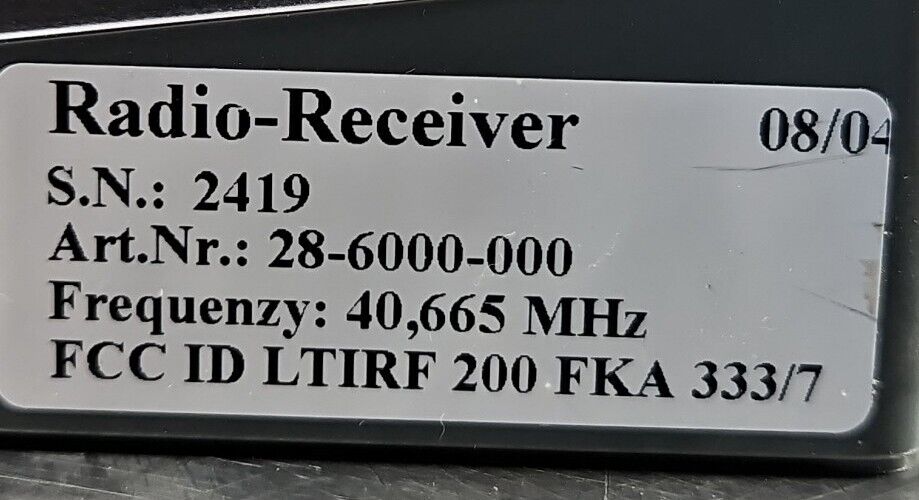 Radio-Receiver 08/04
S.N.: 2419
Art.Nr.: 28-6000-000
Frequenzy: 40,665 MHz
FCC ID LTIRF 200 FKA 333/7